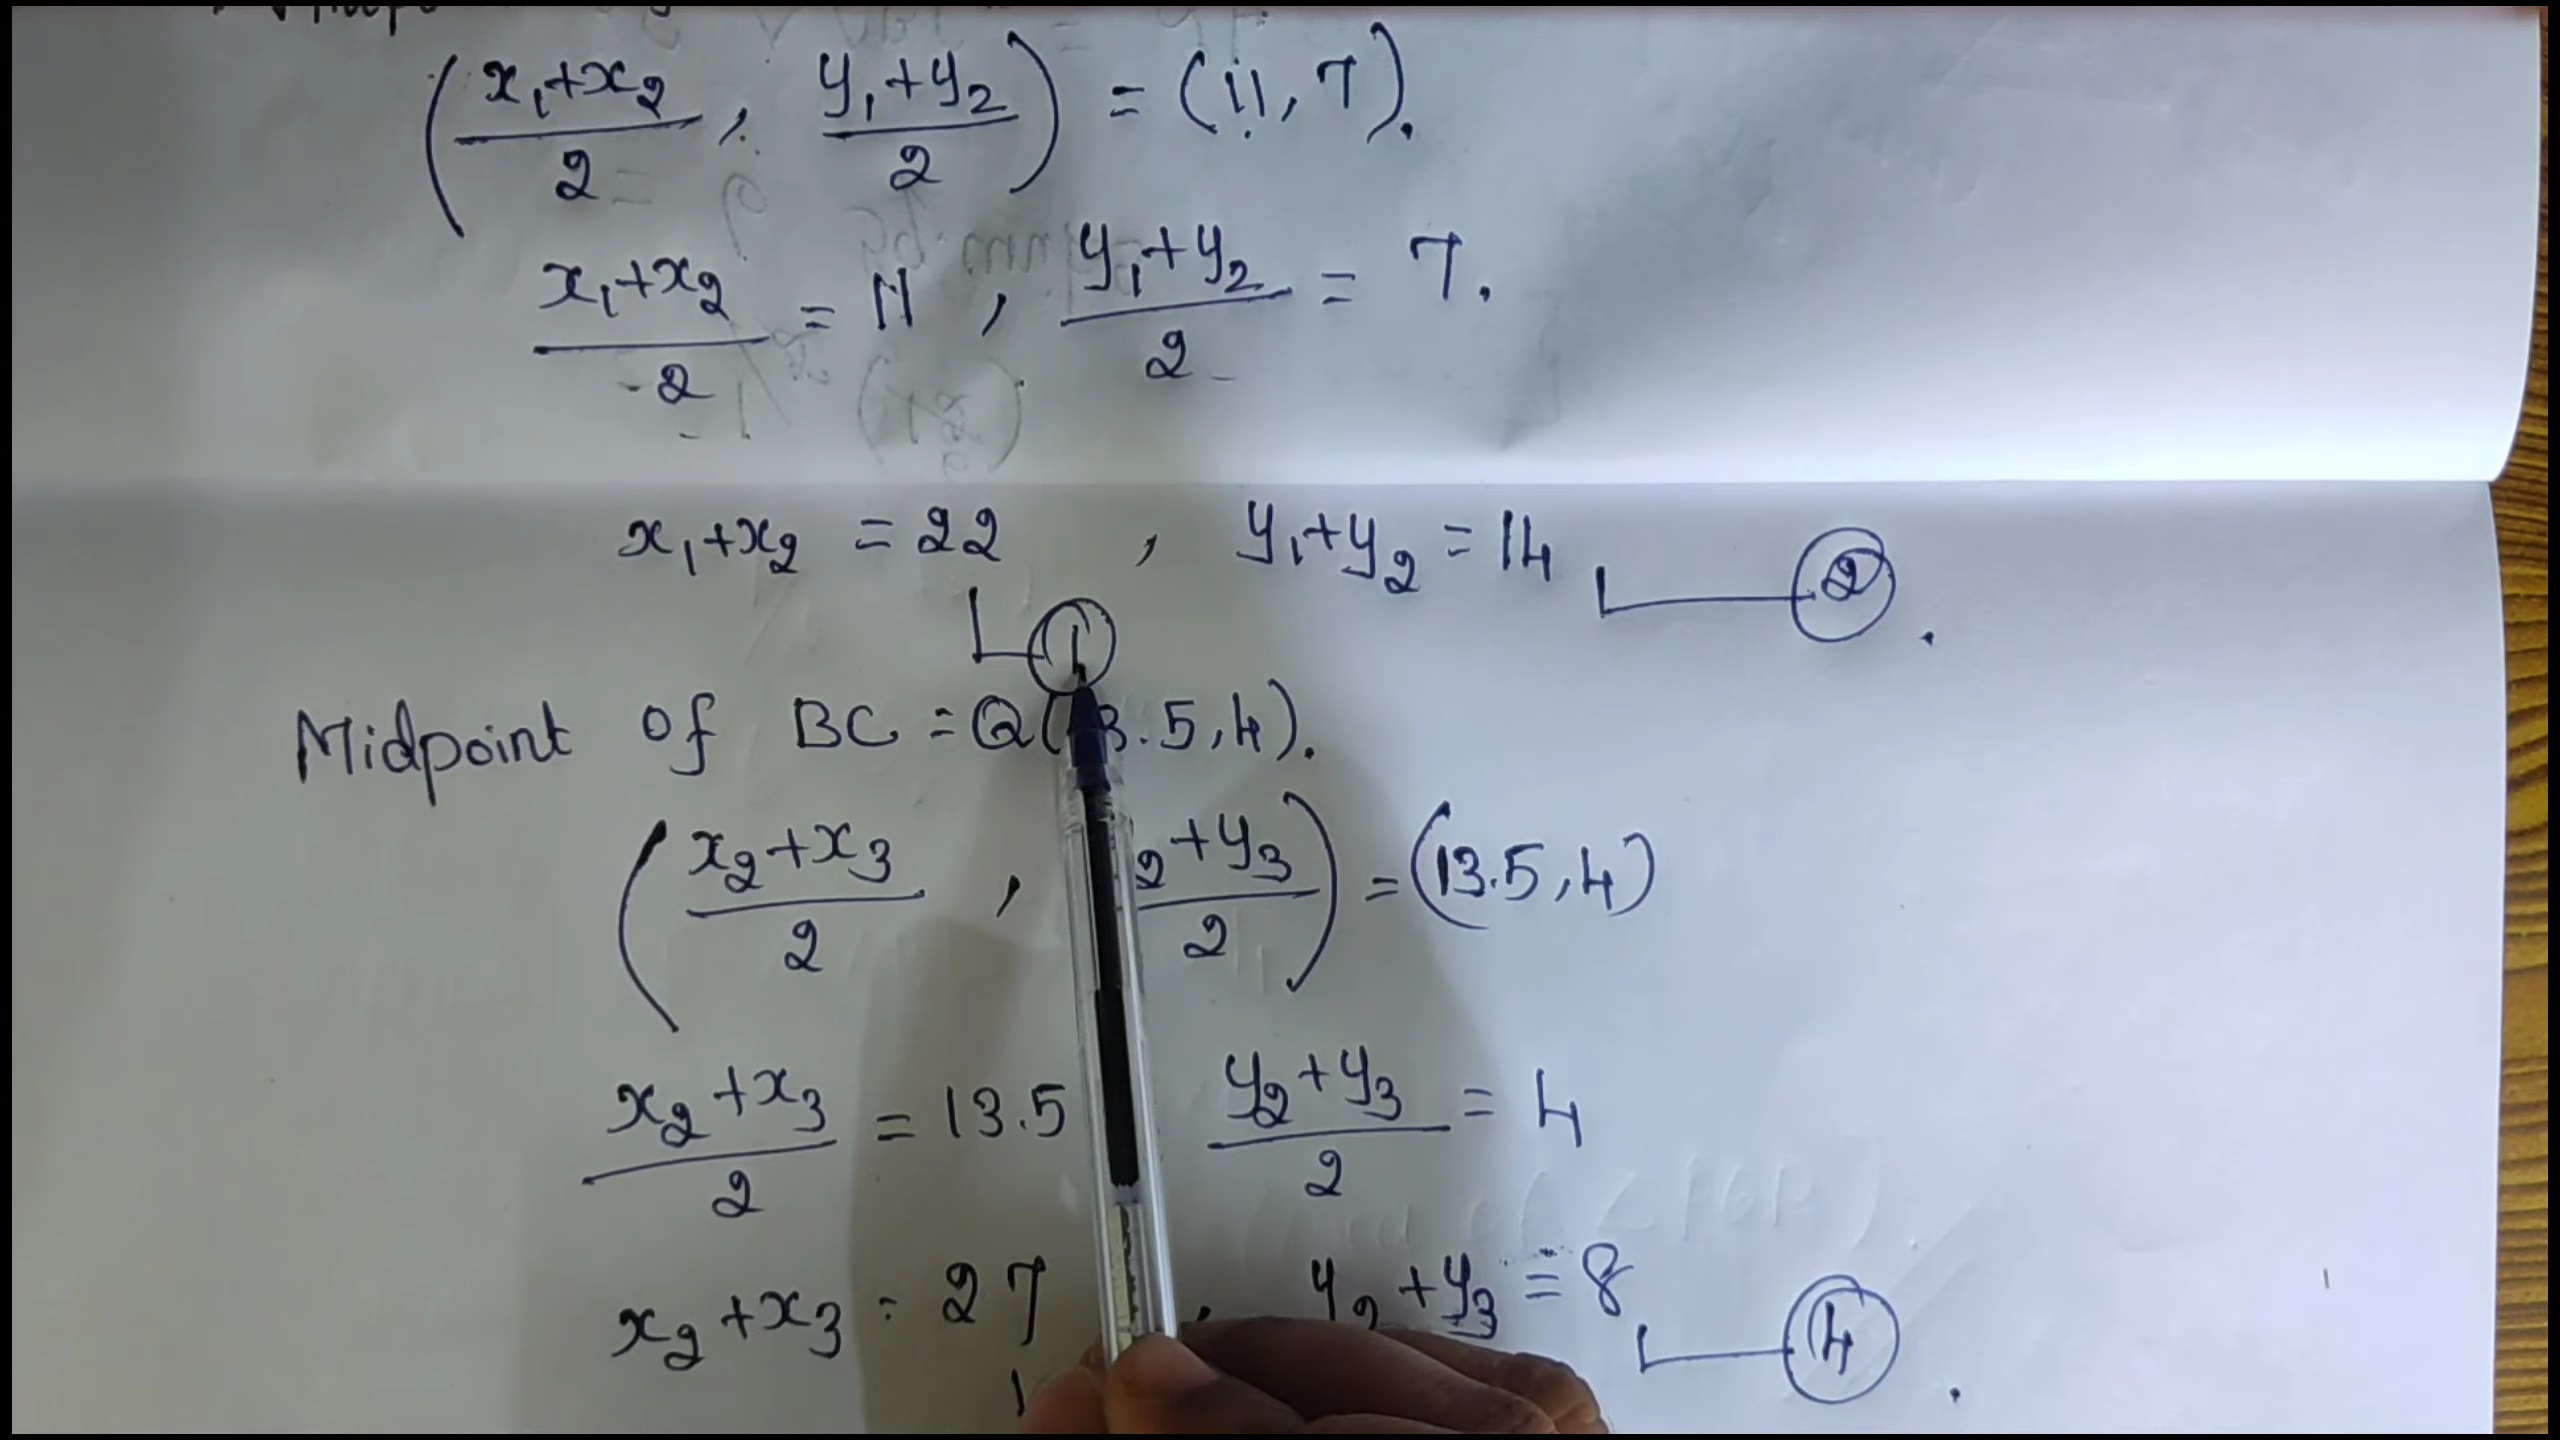 (x₁+x₂/2, y₁+y₂/2) = (11, 7).
x₁+x₂/2 = 11, y₁+y₂/2 = 7.
x₁+x₂ = 22, y₁+y₂ = 14 ②.
①
Midpoint of BC = Q(3.5, 4).
(x₂+x₃/2, ₂+y₃/2) = (13.5, 4)
x₂+x₃/2 = 13.5 y₂+y₃/2 = 4
x₂+x₃ = 27, y₂+y₃ = 8
④.